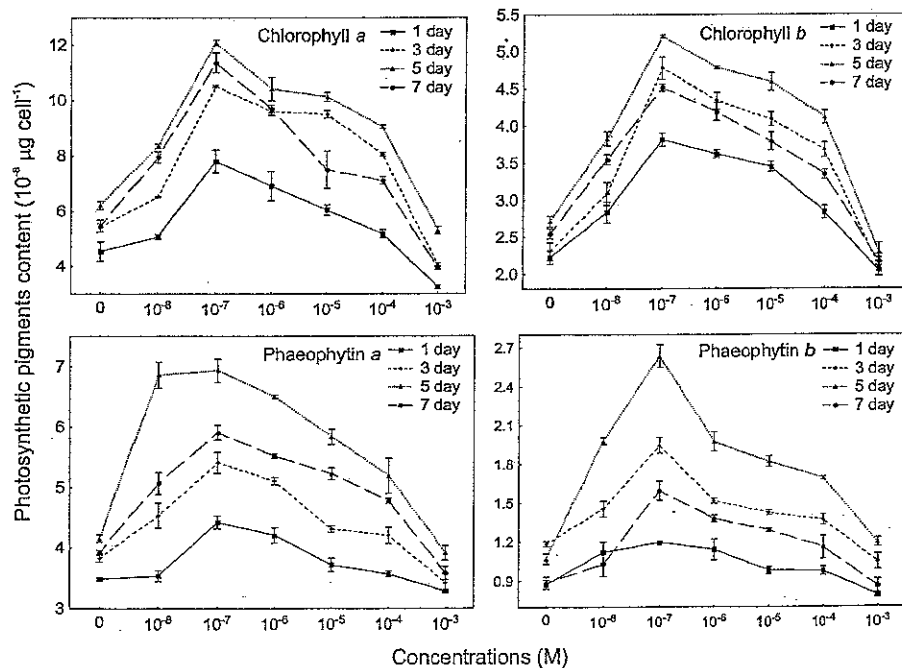 Photosynthetic pigments content (10⁻⁸ µg cell⁻¹)
Chlorophyll a
1 day
3 day
5 day
7 day
12
10
8
6
4
0 10⁻⁸ 10⁻⁷ 10⁻⁶ 10⁻⁵ 10⁻⁴ 10⁻³
Chlorophyll b
1 day
3 day
5 day
7 day
5.5
5.0
4.5
4.0
3.5
3.0
2.5
2.0
0 10⁻⁸ 10⁻⁷ 10⁻⁶ 10⁻⁵ 10⁻⁴ 10⁻³
Phaeophytin a
1 day
3 day
5 day
7 day
7
6
5
4
3
0 10⁻⁸ 10⁻⁷ 10⁻⁶ 10⁻⁵ 10⁻⁴ 10⁻³
Phaeophytin b
1 day
3 day
5 day
7 day
2.7
2.4
2.1
1.8
1.5
1.2
0.9
0 10⁻⁸ 10⁻⁷ 10⁻⁶ 10⁻⁵ 10⁻⁴ 10⁻³
Concentrations (M)